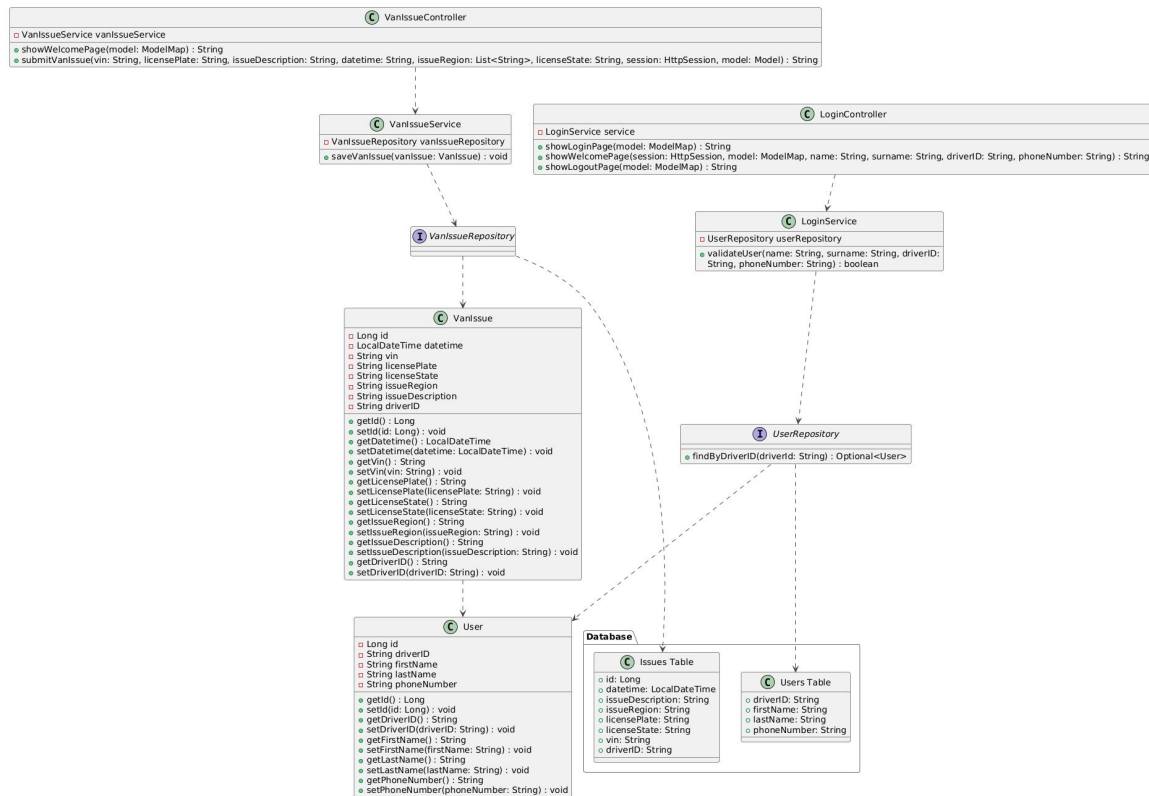 C VanIssueController
VanIssueService vanIssueService
showWelcomePage(model: ModelMap) : String
submitVanIssue(vin: String, licensePlate: String, issueDescription: String, datetime: String, issueRegion: List<String>, licenseState: String, session: HttpSession, model: Model) : String
C VanIssueService
VanIssueRepository vanIssueRepository
saveVanIssue(vanIssue: VanIssue) : void
C LoginController
LoginService service
showLoginPage(model: ModelMap) : String
showWelcomePage(session: HttpSession, model: ModelMap, name: String, surname: String, driverID: String, phoneNumber: String) : String
showLogoutPage(model: ModelMap) : String
I VanIssueRepository
C LoginService
UserRepository userRepository
validateUser(name: String, surname: String, driverID:
String, phoneNumber: String) : boolean
C VanIssue
Long id
LocalDateTime datetime
String vin
String licensePlate
String licenseState
String issueRegion
String issueDescription
String driverID
getId() : Long
setId(id: Long) : void
getDatetime() : LocalDateTime
setDatetime(datetime: LocalDateTime) : void
getVin() : String
setVin(vin: String) : void
getLicensePlate() : String
setLicensePlate(licensePlate: String) : void
getLicenseState() : String
setLicenseState(licenseState: String) : void
getIssueRegion() : String
setIssueRegion(issueRegion: String) : void
getIssueDescription() : String
setIssueDescription(issueDescription: String) : void
getDriverID() : String
setDriverID(driverID: String) : void
I UserRepository
findByDriverID(driverId: String) : Optional<User>
C User
Long id
String driverID
String firstName
String lastName
String phoneNumber
getId() : Long
setId(id: Long) : void
getDriverID() : String
setDriverID(driverID: String) : void
getFirstName() : String
setFirstName(firstName: String) : void
getLastName() : String
setLastName(lastName: String) : void
getPhoneNumber() : String
setPhoneNumber(phoneNumber: String) : void
Database
C Issues Table
id: Long
datetime: LocalDateTime
issueDescription: String
issueRegion: String
licensePlate: String
licenseState: String
vin: String
driverID: String
C Users Table
driverID: String
firstName: String
lastName: String
phoneNumber: String